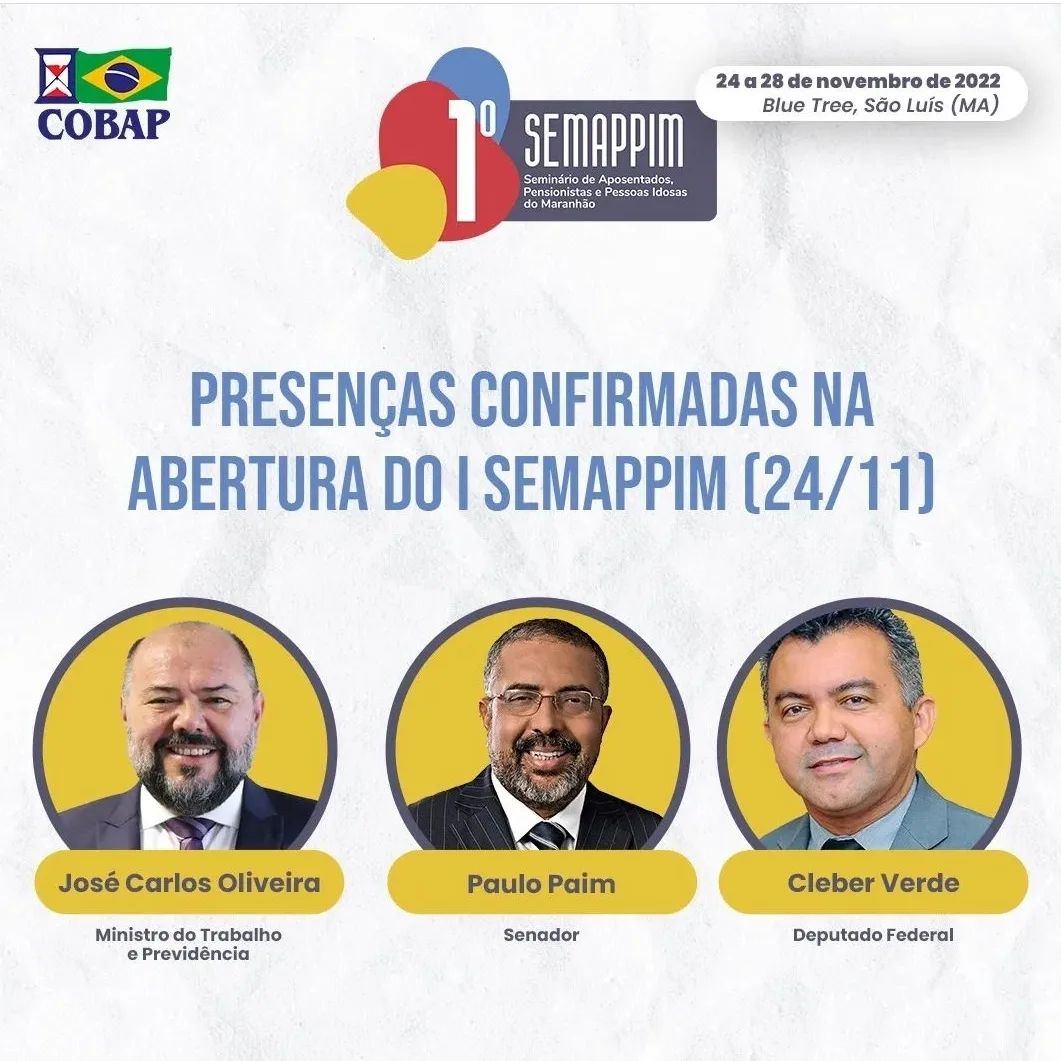 COBAP
24 a 28 de novembro de 2022
Blue Tree, São Luís (MA)
1º SEMAPPIM
Seminário de Aposentados,
Pensionistas e Pessoas Idosas
do Maranhão
PRESENÇAS CONFIRMADAS NA
ABERTURA DO I SEMAPPIM (24/11)
José Carlos Oliveira
Ministro do Trabalho
e Previdência
Paulo Paim
Senador
Cleber Verde
Deputado Federal